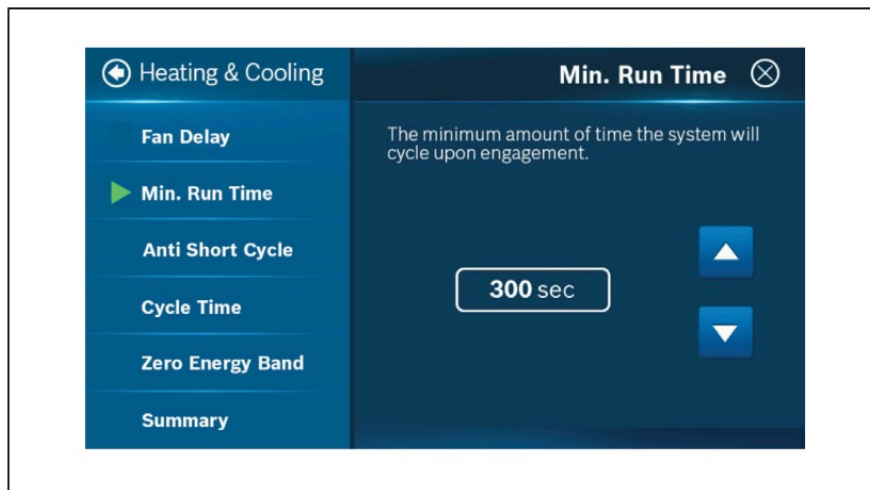 Heating & Cooling
Fan Delay
Min. Run Time
Anti Short Cycle
Cycle Time
Zero Energy Band
Summary
Min. Run Time
The minimum amount of time the system will
cycle upon engagement.
300 sec